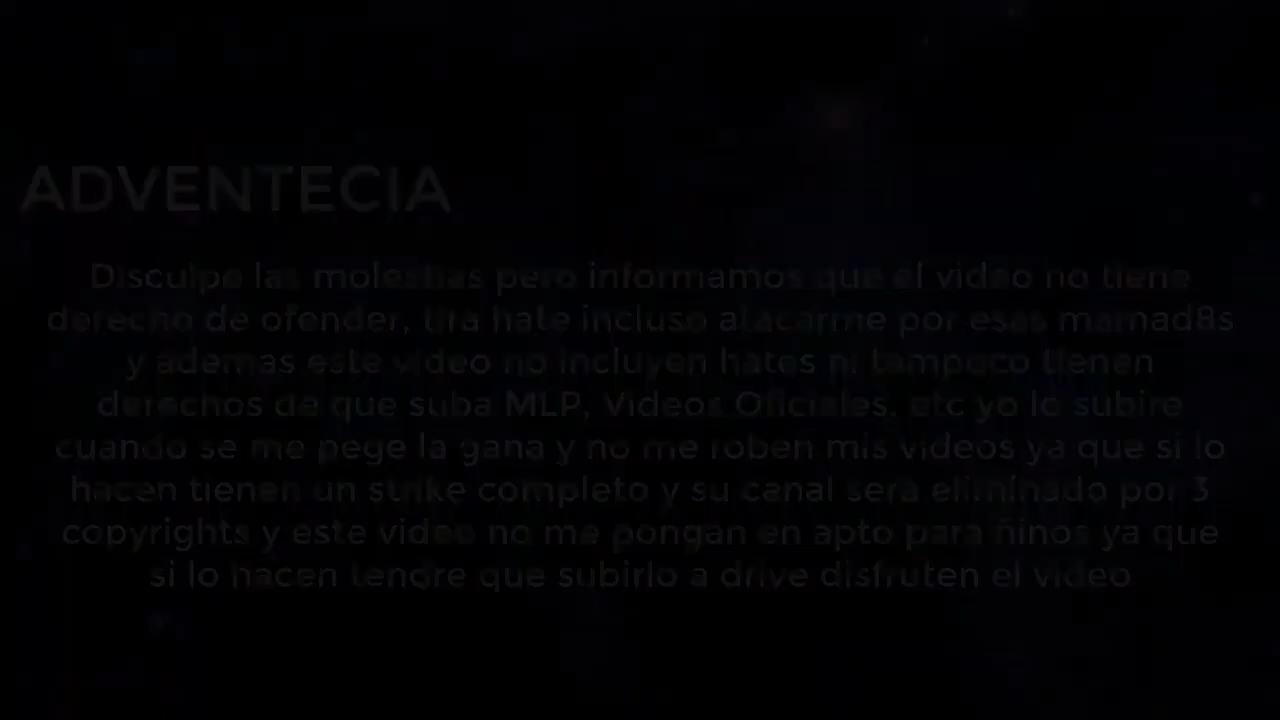 ADVENTECIA
Disculpe las molestias pero informamos que el video no tiene
derecho de ofender, tira hate incluso atacarme por esas mamad8s
y ademas este video no incluyen hates ni tampoco tienen
derechos de que suba MLP, Videos Oficiales, etc yo lo subire
cuando se me pege la gana y no me roben mis videos ya que si lo
hacen tienen un strike completo y su canal sera eliminado por 3
copyrights y este video no me pongan en apto para ñinos ya que
si lo hacen tendre que subirlo a drive disfruten el video